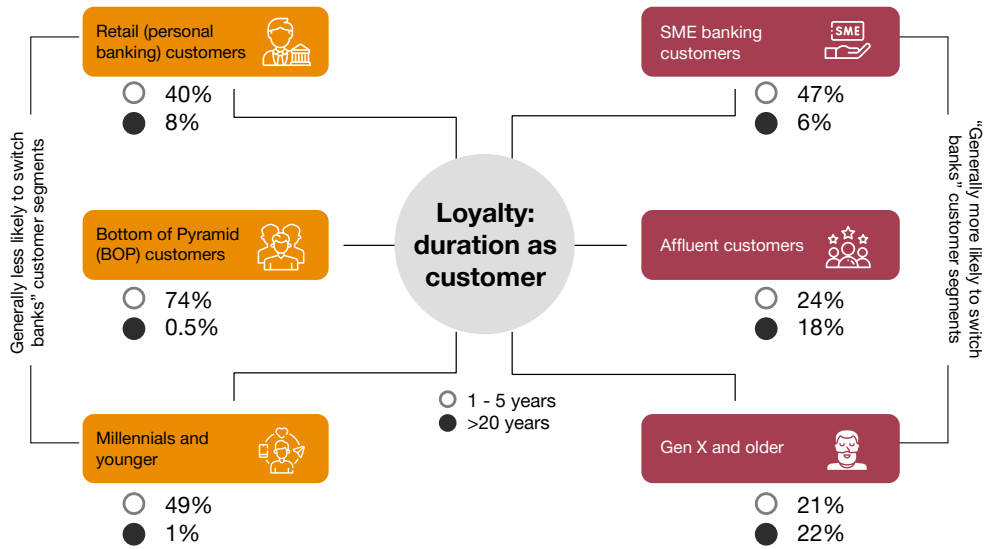 Retail (personal
banking) customers
40%
8%
SME banking
customers
SME
47%
6%
Generally less likely to switch
banks” customer segments
Bottom of Pyramid
(BOP) customers
74%
0.5%
Loyalty:
duration as
customer
Affluent customers
24%
18%
“Generally more likely to switch
banks” customer segments
1 - 5 years
>20 years
Millennials and
younger
49%
1%
Gen X and older
21%
22%